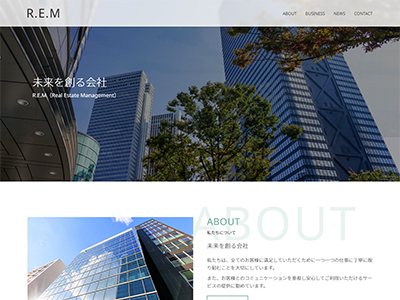 R.E.M
ABOUT
BUSINESS
NEWS
CONTACT
未来を創る会社
R.E.M（Real Estate Management）
ABOUT
ABOUT
私たちについて
未来を創る会社
私たちは、全てのお客様に満足していただくために一つ一つの仕事に丁寧に取
り組むことを大切にしています。
また、お客様とのコミュニケーションを重視し安心してご利用いただけるサービ
スの提供に努めています。